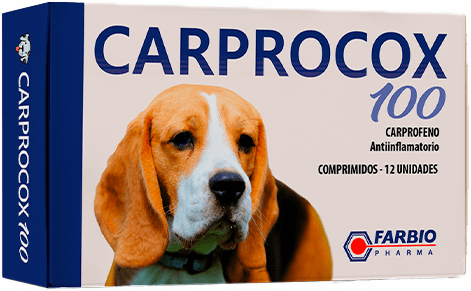 CARPROCOX
100
CARPROFENO
Antiinflamatorio
COMPRIMIDOS - 12 UNIDADES
FARBIO
PHARMA
CARPROCOX 100